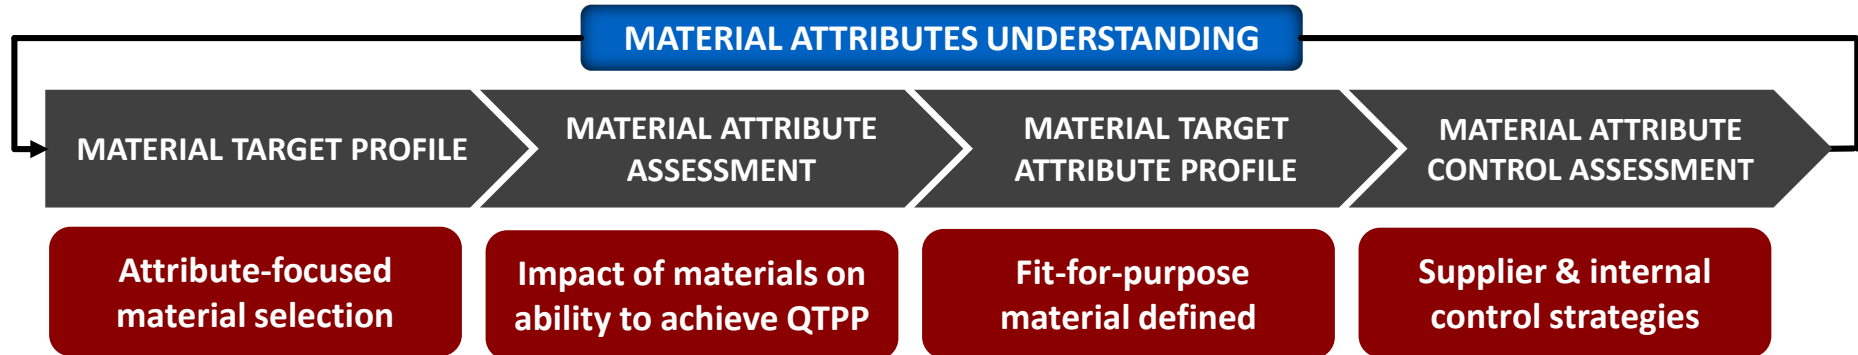 MATERIAL ATTRIBUTES UNDERSTANDING
MATERIAL TARGET PROFILE
MATERIAL ATTRIBUTE
ASSESSMENT
MATERIAL TARGET
ATTRIBUTE PROFILE
MATERIAL ATTRIBUTE
CONTROL ASSESSMENT
Attribute-focused
material selection
Impact of materials on
ability to achieve QTPP
Fit-for-purpose
material defined
Supplier & internal
control strategies